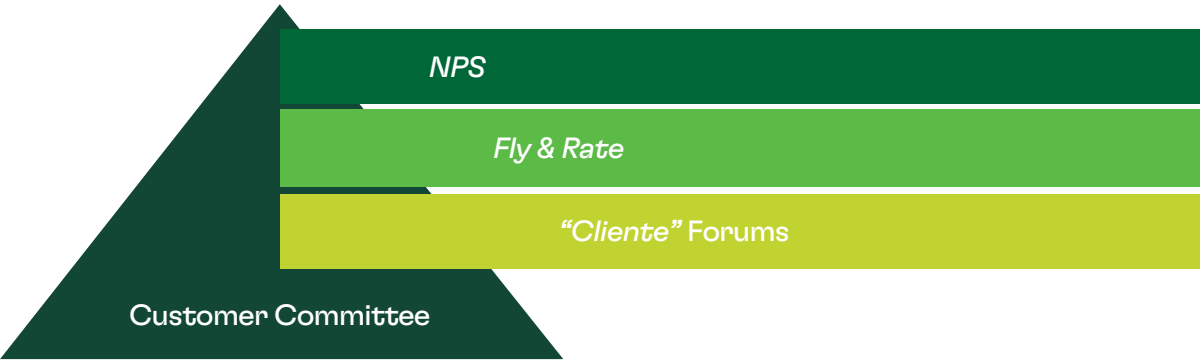 NPS
Fly & Rate
“Cliente” Forums
Customer Committee